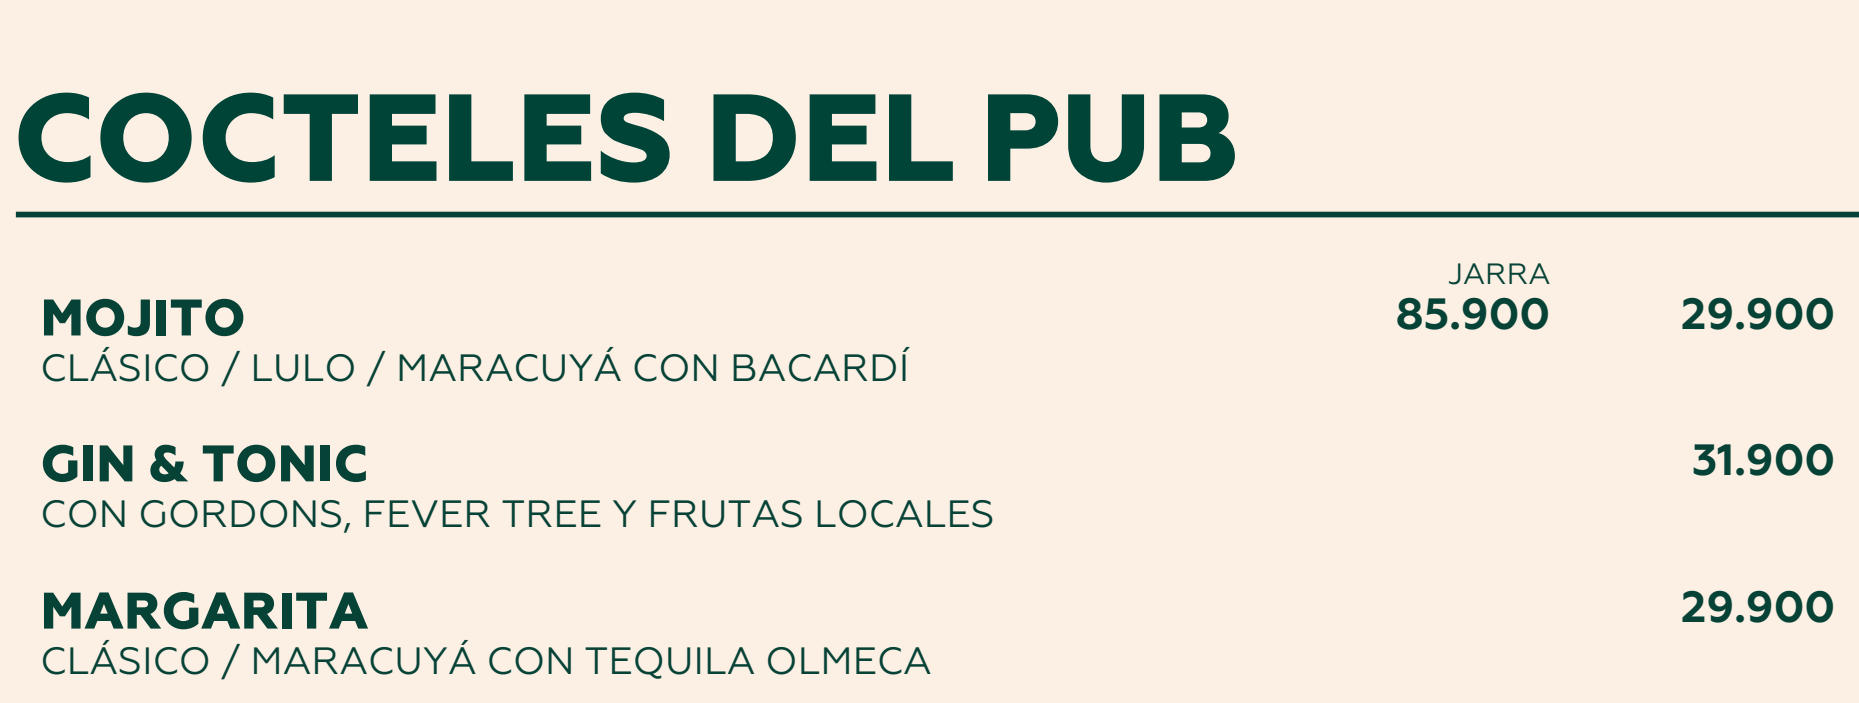 COCTELES DEL PUB
JARRA
MOJITO 85.900 29.900
CLÁSICO / LULO / MARACUYÁ CON BACARDÍ
GIN & TONIC 31.900
CON GORDONS, FEVER TREE Y FRUTAS LOCALES
MARGARITA 29.900
CLÁSICO / MARACUYÁ CON TEQUILA OLMECA